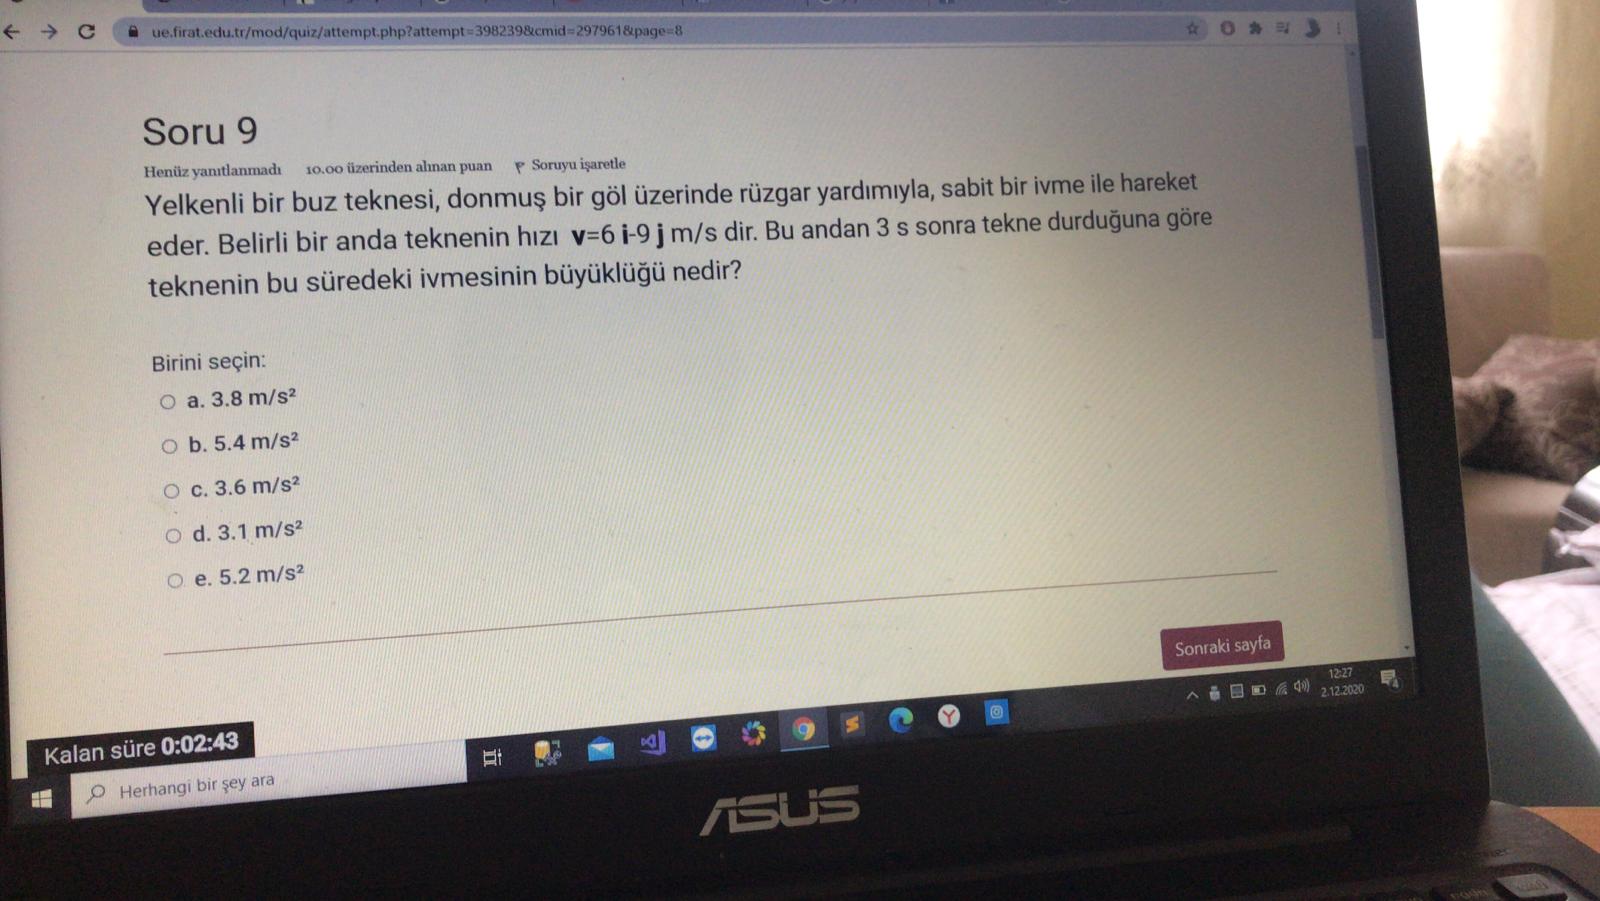 ue.firat.edu.tr/mod/quiz/attempt.php?attempt=398239&cmid=297961&page=8
Soru 9
Henüz yanıtlanmadı 10.00 üzerinden alınan puan Soruyu işaretle
Yelkenli bir buz teknesi, donmuş bir göl üzerinde rüzgar yardımıyla, sabit bir ivme ile hareket
eder. Belirli bir anda teknenin hızı v=6 i-9 j m/s dir. Bu andan 3 s sonra tekne durduğuna göre
teknenin bu süredeki ivmesinin büyüklüğü nedir?
Birini seçin:
a. 3.8 m/s²
b. 5.4 m/s²
c. 3.6 m/s²
d. 3.1 m/s²
e. 5.2 m/s²
Sonraki sayfa
Kalan süre 0:02:43
Herhangi bir şey ara
12:27
2.12.2020
4
ASUS